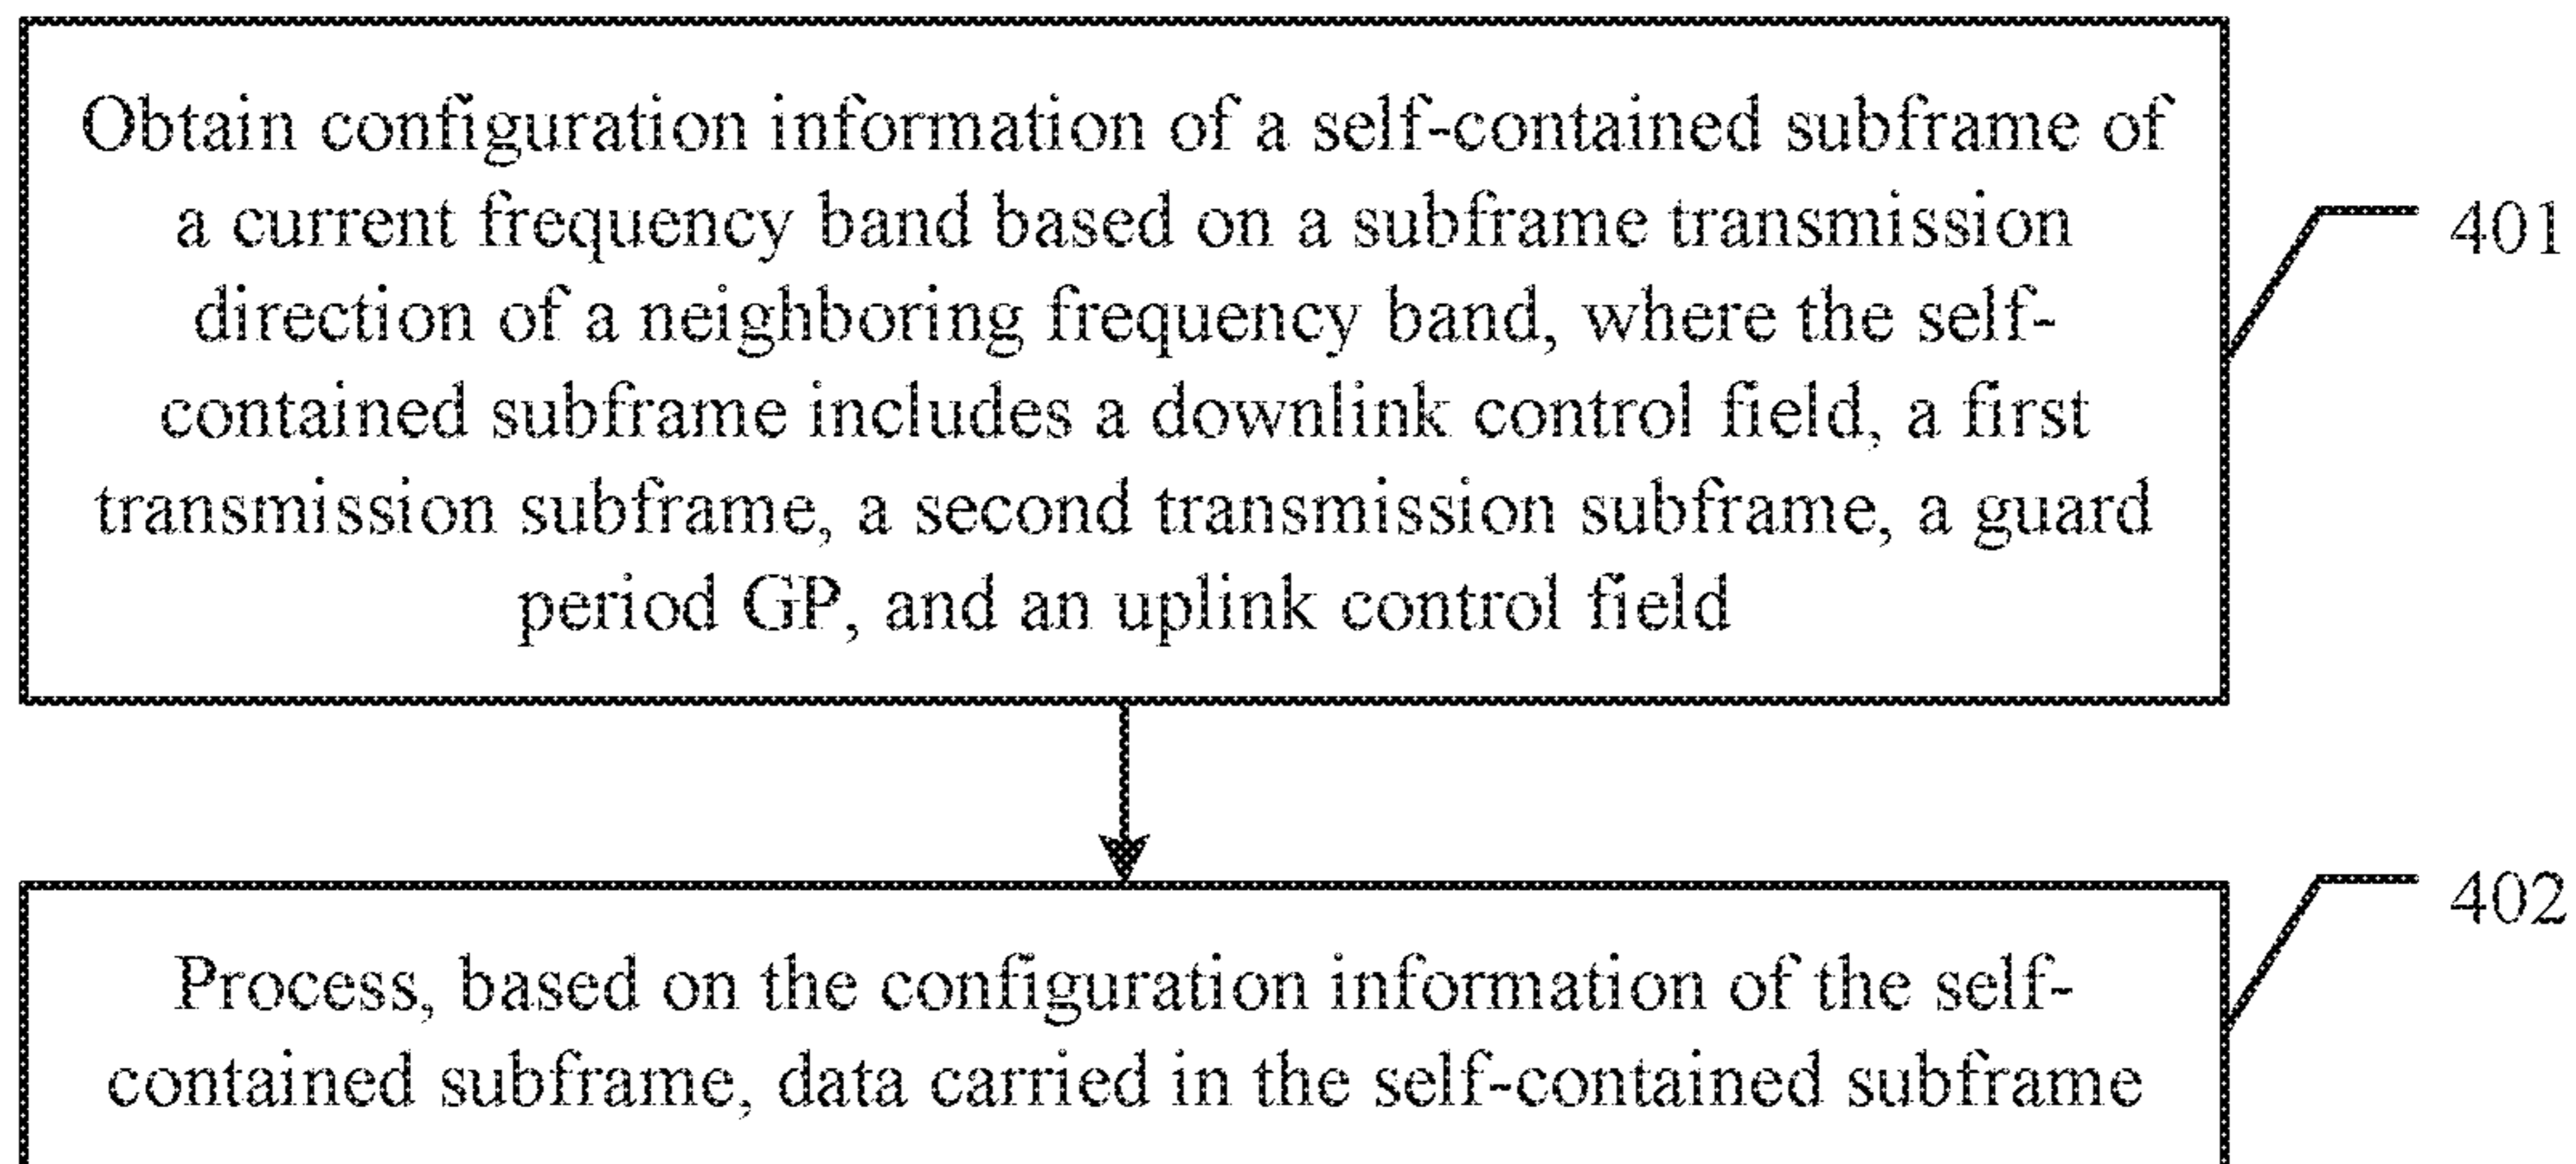 Obtain configuration information of a self-contained subframe of
a current frequency band based on a subframe transmission
direction of a neighboring frequency band, where the self-
contained subframe includes a downlink control field, a first
transmission subframe, a second transmission subframe, a guard
period GP, and an uplink control field
401
Process, based on the configuration information of the self-
contained subframe, data carried in the self-contained subframe
402